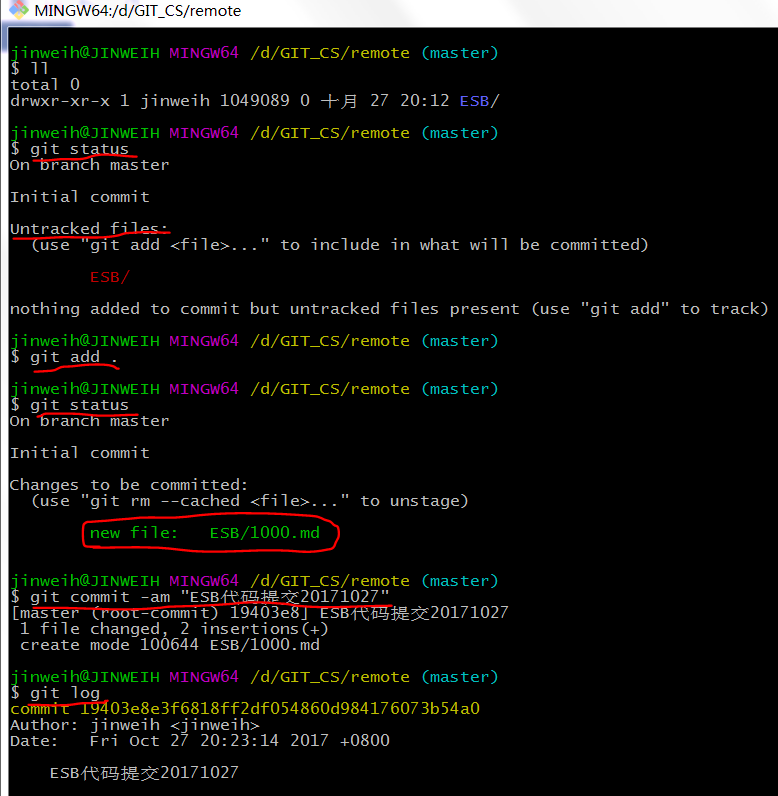 MINGW64:/d/GIT_CS/remote
jinweih@JINWEIH MINGW64 /d/GIT_CS/remote (master)
$ ll
total 0
drwxr-xr-x 1 jinweih 1049089 0 十月 27 20:12 ESB/
jinweih@JINWEIH MINGW64 /d/GIT_CS/remote (master)
$ git status
On branch master
Initial commit
Untracked files:
(use "git add <file>..." to include in what will be committed)
ESB/
nothing added to commit but untracked files present (use "git add" to track)
jinweih@JINWEIH MINGW64 /d/GIT_CS/remote (master)
$ git add .
jinweih@JINWEIH MINGW64 /d/GIT_CS/remote (master)
$ git status
On branch master
Initial commit
Changes to be committed:
(use "git rm --cached <file>..." to unstage)
new file:   ESB/1000.md
jinweih@JINWEIH MINGW64 /d/GIT_CS/remote (master)
$ git commit -am "ESB代码提交20171027"
[master (root-commit) 19403e8] ESB代码提交20171027
1 file changed, 2 insertions(+)
create mode 100644 ESB/1000.md
jinweih@JINWEIH MINGW64 /d/GIT_CS/remote (master)
$ git log
commit 19403e8e3f6818ff2df054860d984176073b54a0
Author: jinweih <jinweih>
Date:   Fri Oct 27 20:23:14 2017 +0800
ESB代码提交20171027